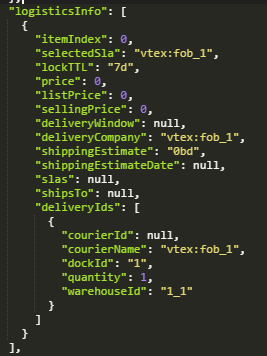 "logisticsInfo": [
{
"itemIndex": 0,
"selectedSla": "vtex:fob_1",
"lockTTL": "7d",
"price": 0,
"listPrice": 0,
"sellingPrice": 0,
"deliveryWindow": null,
"deliveryCompany": "vtex:fob_1",
"shippingEstimate": "0bd",
"shippingEstimateDate": null,
"slas": null,
"shipsTo": null,
"deliveryIds": [
{
"courierId": null,
"courierName": "vtex:fob_1",
"dockId": "1",
"quantity": 1,
"warehouseId": "1_1"
}
]
}
],